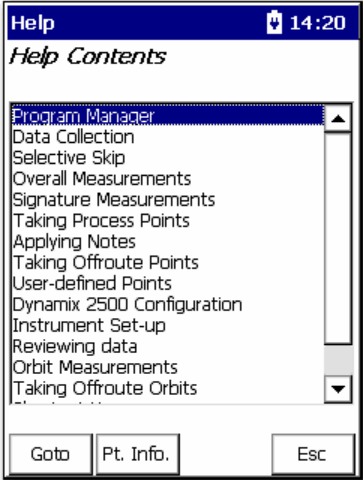 Help 14:20
Help Contents
Program Manager
Data Collection
Selective Skip
Overall Measurements
Signature Measurements
Taking Process Points
Applying Notes
Taking Offroute Points
User-defined Points
Dynamix 2500 Configuration
Instrument Set-up
Reviewing data
Orbit Measurements
Taking Offroute Orbits
Goto Pt. Info. Esc